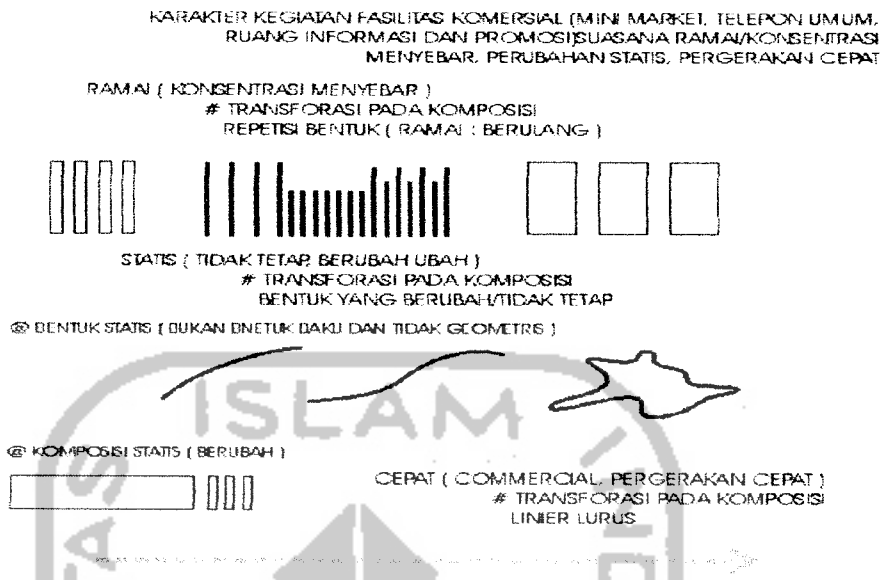 KARAKTER KEGIATAN FASILITAS KOMERSIAL (MINI MARKET, TELEPON UMUM,
RUANG INFORMASI DAN PROMOSI)SUASANA RAMAI/KONSENTRASI
MENYEBAR, PERUBAHAN STATIS, PERGERAKAN CEPAT
RAMAI ( KONSENTRASI MENYEBAR )
# TRANSFORASI PADA KOMPOSISI
REPETISI BENTUK ( RAMAI : BERULANG )
STATIS ( TIDAK TETAP, BERUBAH UBAH )
# TRANSFORASI PADA KOMPOSISI
BENTUK YANG BERUBAH/TIDAK TETAP
@ BENTUK STATIS ( BUKAN BNETUK BAKU DAN TIDAK GEOMETRIS )
ISLAM
@ KOMPOSISI STATIS ( BERUBAH )
CEPAT ( COMMERCIAL, PERGERAKAN CEPAT )
# TRANSFORASI PADA KOMPOSISI
LINIER LURUS